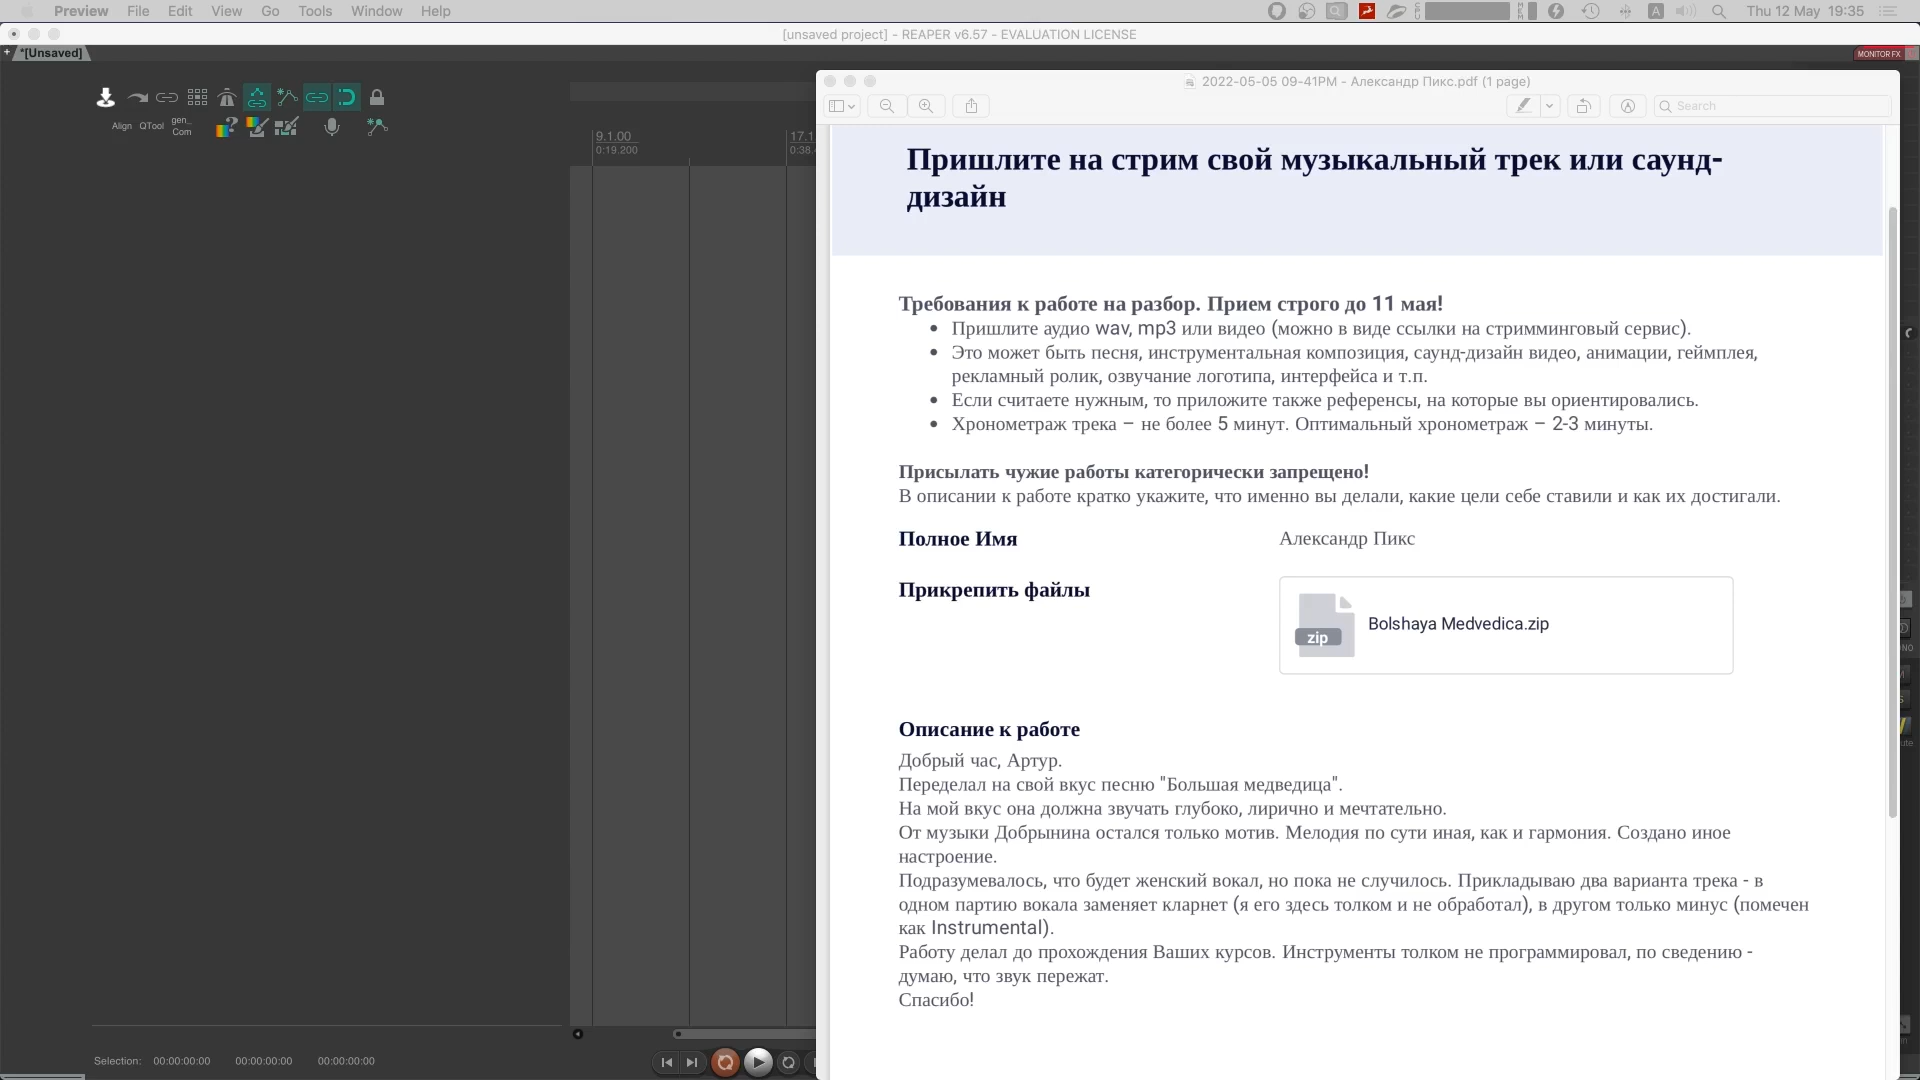 Preview File Edit View Go Tools Window Help
Thu 12 May 19:35
[unsaved project] - REAPER v6.57 - EVALUATION LICENSE
+ *[Unsaved]
MONITOR FX
2022-05-05 09-41PM - Александр Пикс.pdf (1 page)
Search
Align QTool gen_ Com
9.1.00
0:19.200
17.1
0:38.
Пришлите на стрим свой музыкальный трек или саунд-
дизайн
Требования к работе на разбор. Прием строго до 11 мая!
Пришлите аудио wav, mp3 или видео (можно в виде ссылки на стримминговый сервис).
Это может быть песня, инструментальная композиция, саунд-дизайн видео, анимации, геймплея,
рекламный ролик, озвучание логотипа, интерфейса и т.п.
Если считаете нужным, то приложите также референсы, на которые вы ориентировались.
Хронометраж трека – не более 5 минут. Оптимальный хронометраж – 2-3 минуты.
Присылать чужие работы категорически запрещено!
В описании к работе кратко укажите, что именно вы делали, какие цели себе ставили и как их достигали.
Полное Имя
Александр Пикс
Прикрепить файлы
zip
Bolshaya Medvedica.zip
Описание к работе
Добрый час, Артур.
Переделал на свой вкус песню "Большая медведица".
На мой вкус она должна звучать глубоко, лирично и мечтательно.
От музыки Добрынина остался только мотив. Мелодия по сути иная, как и гармония. Создано иное
настроение.
Подразумевалось, что будет женский вокал, но пока не случилось. Прикладываю два варианта трека - в
одном партию вокала заменяет кларнет (я его здесь толком и не обработал), в другом только минус (помечен
как Instrumental).
Работу делал до прохождения Ваших курсов. Инструменты толком не программировал, по сведению -
думаю, что звук пережат.
Спасибо!
Selection: 00:00:00:00 00:00:00:00 00:00:00:00